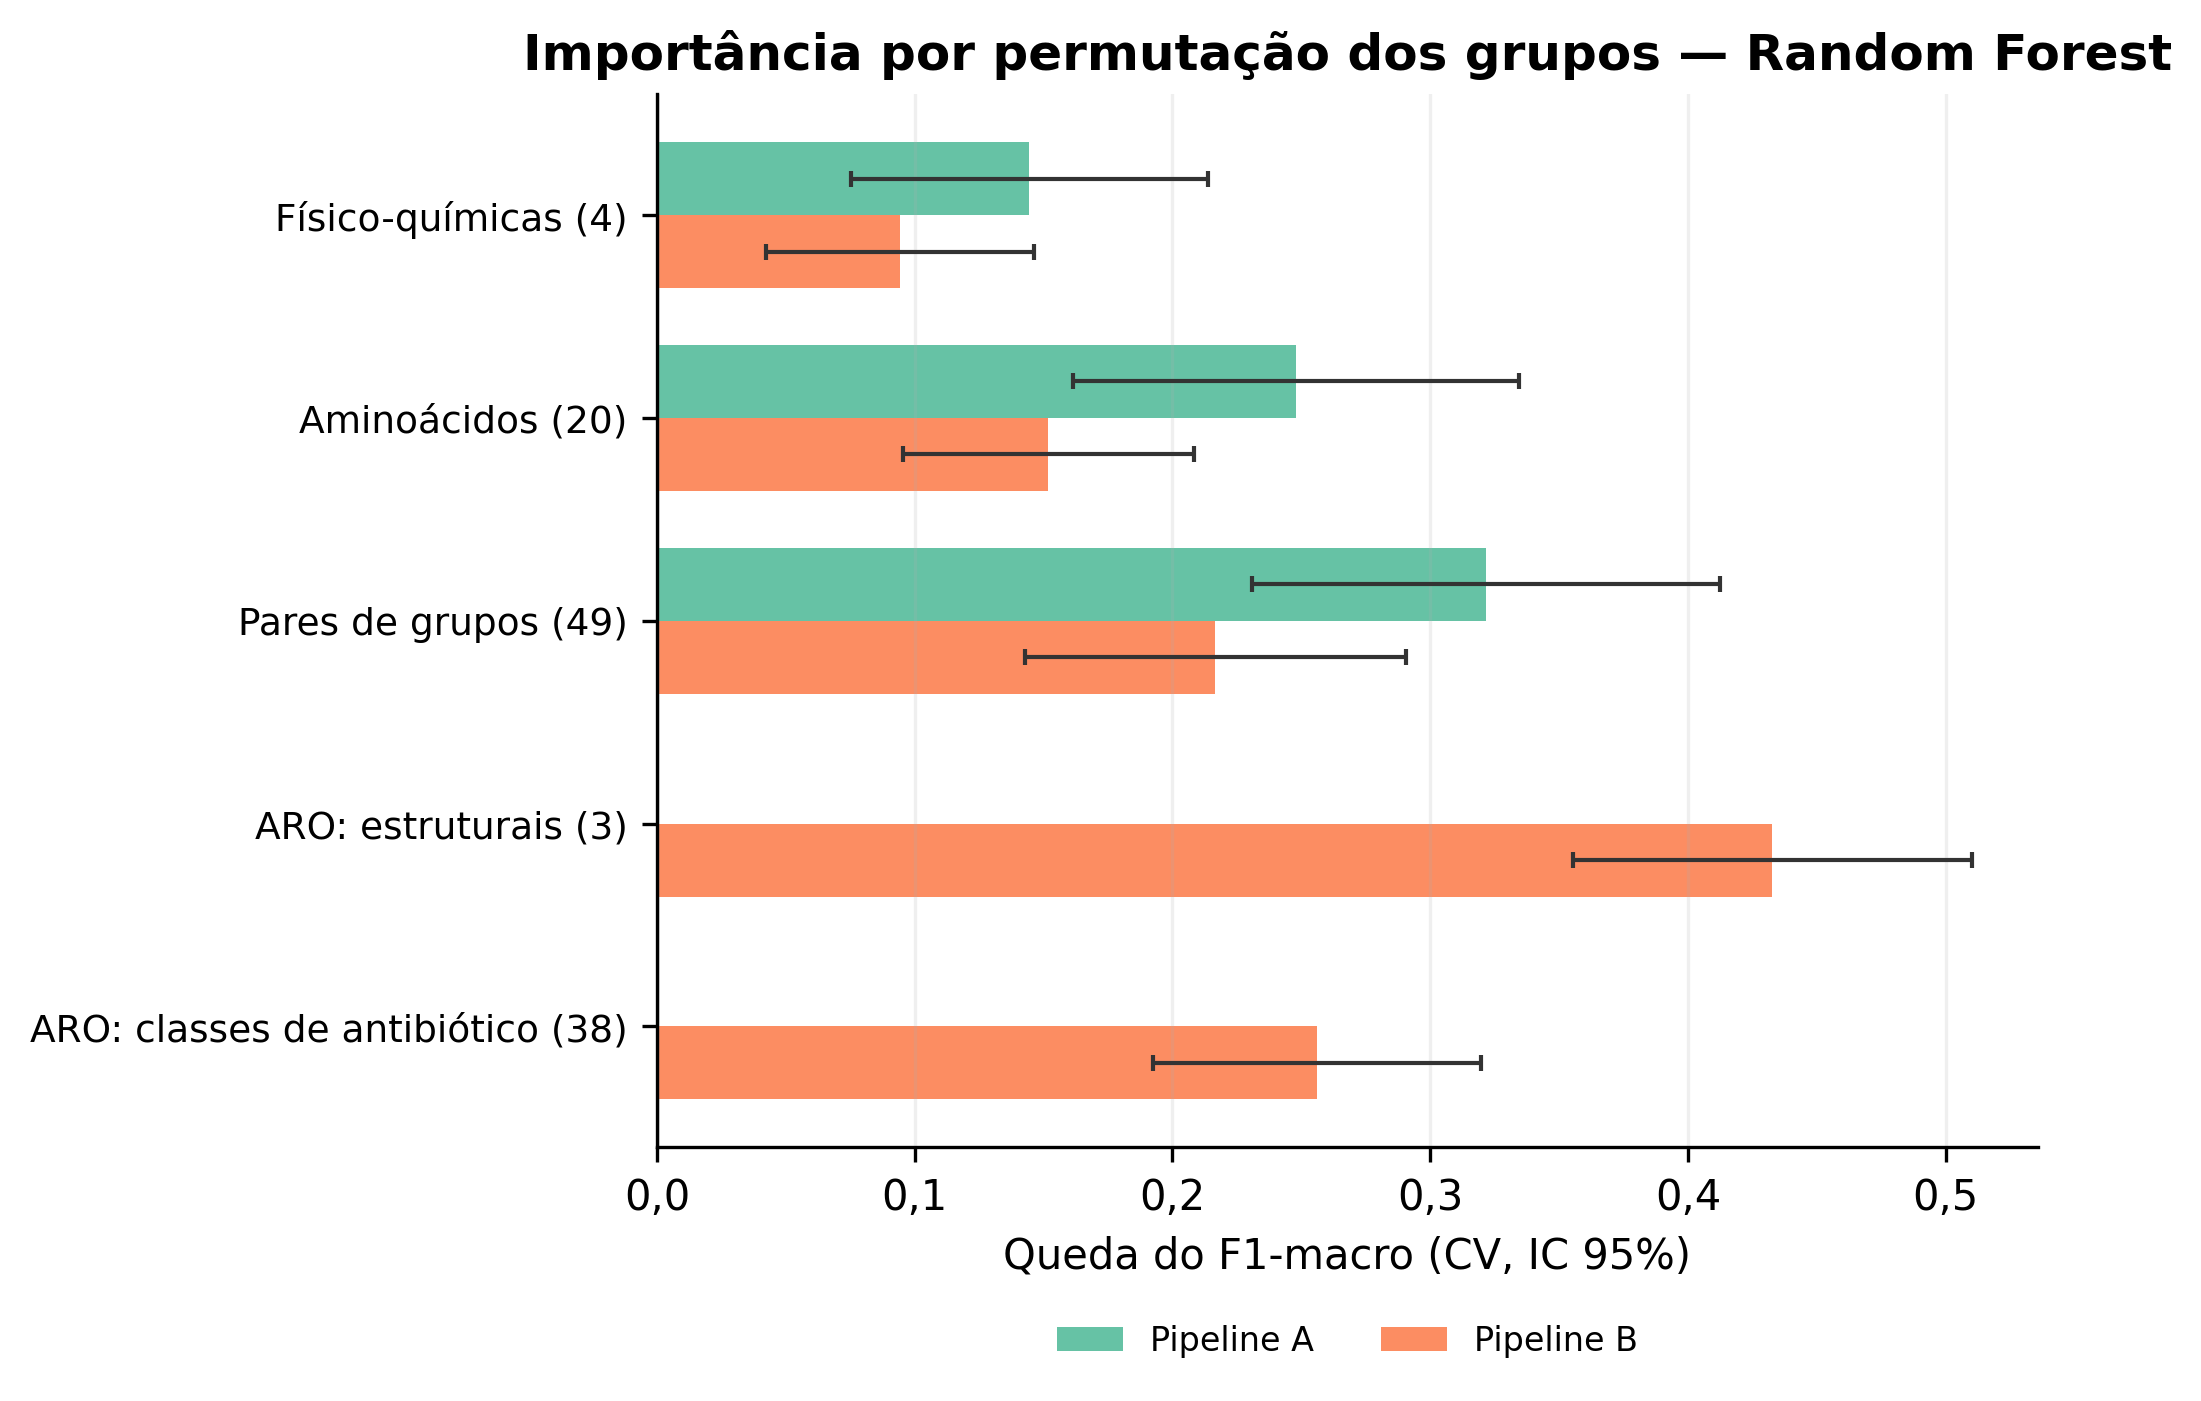 Importância por permutação dos grupos — Random Forest
Físico-químicas (4)
Aminoácidos (20)
Pares de grupos (49)
ARO: estruturais (3)
ARO: classes de antibiótico (38)
0,0 0,1 0,2 0,3 0,4 0,5
Queda do F1-macro (CV, IC 95%)
Pipeline A Pipeline B